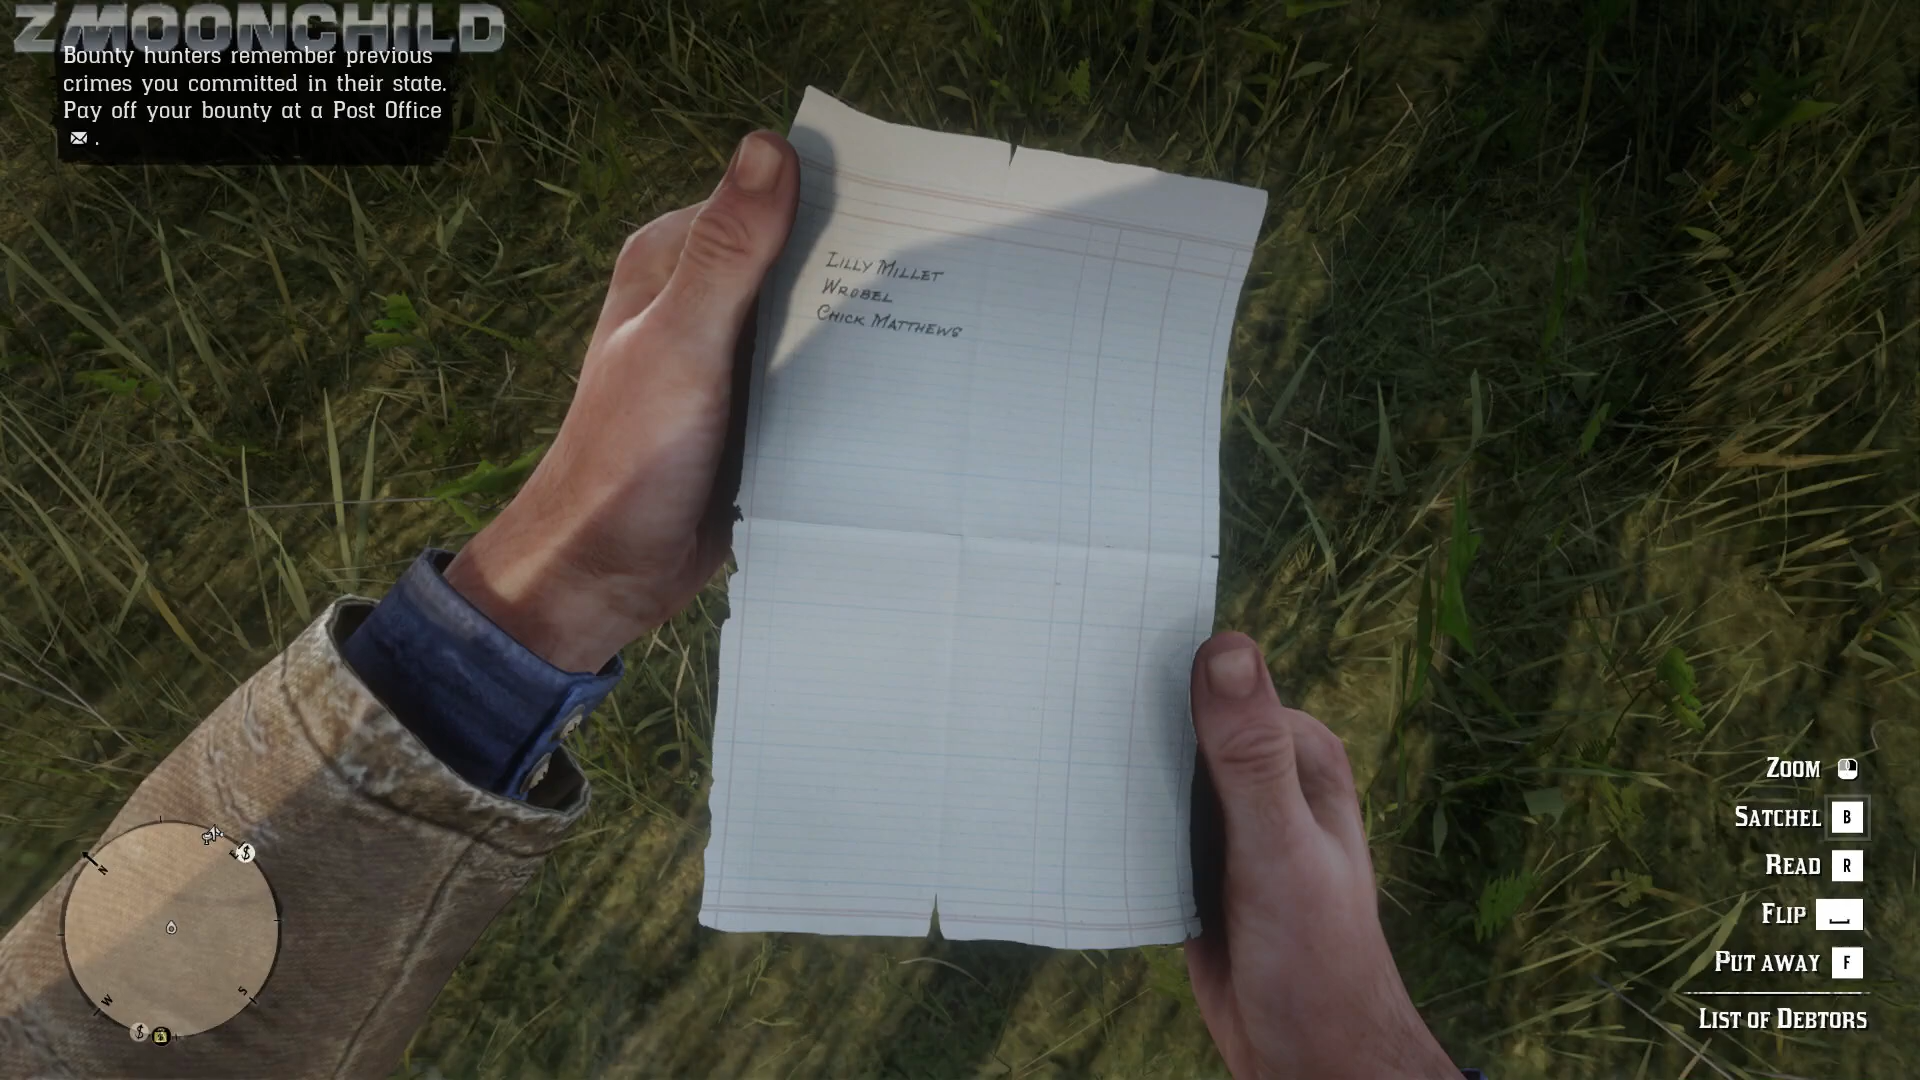 ZMOONCHILD
Bounty hunters remember previous
crimes you committed in their state.
Pay off your bounty at a Post Office
.
LILLY MILLET
WROBEL
CHICK MATTHEWS
ZOOM
SATCHEL B
READ R
FLIP
PUT AWAY F
LIST OF DEBTORS
N
E
$
W
S
$